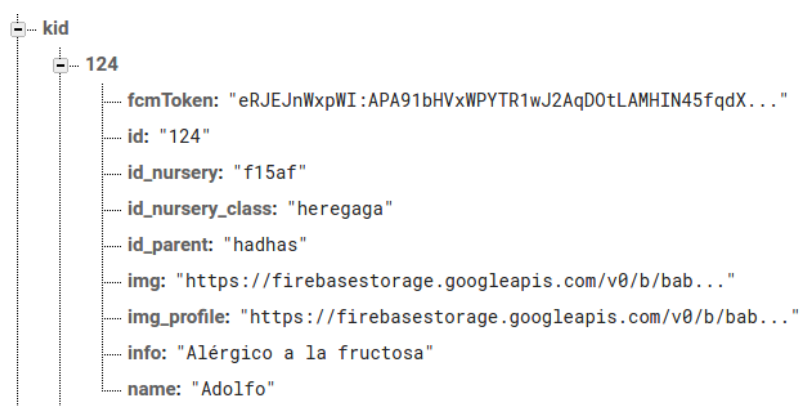 kid
124
fcmToken: "eRJEJnWxpWI:APA91bHVxWPYTR1wJ2AqDOtLAMHIN45fqdX..."
id: "124"
id_nursery: "f15af"
id_nursery_class: "heregaga"
id_parent: "hadhas"
img: "https://firebasestorage.googleapis.com/v0/b/bab..."
img_profile: "https://firebasestorage.googleapis.com/v0/b/bab..."
info: "Alérgico a la fructosa"
name: "Adolfo"